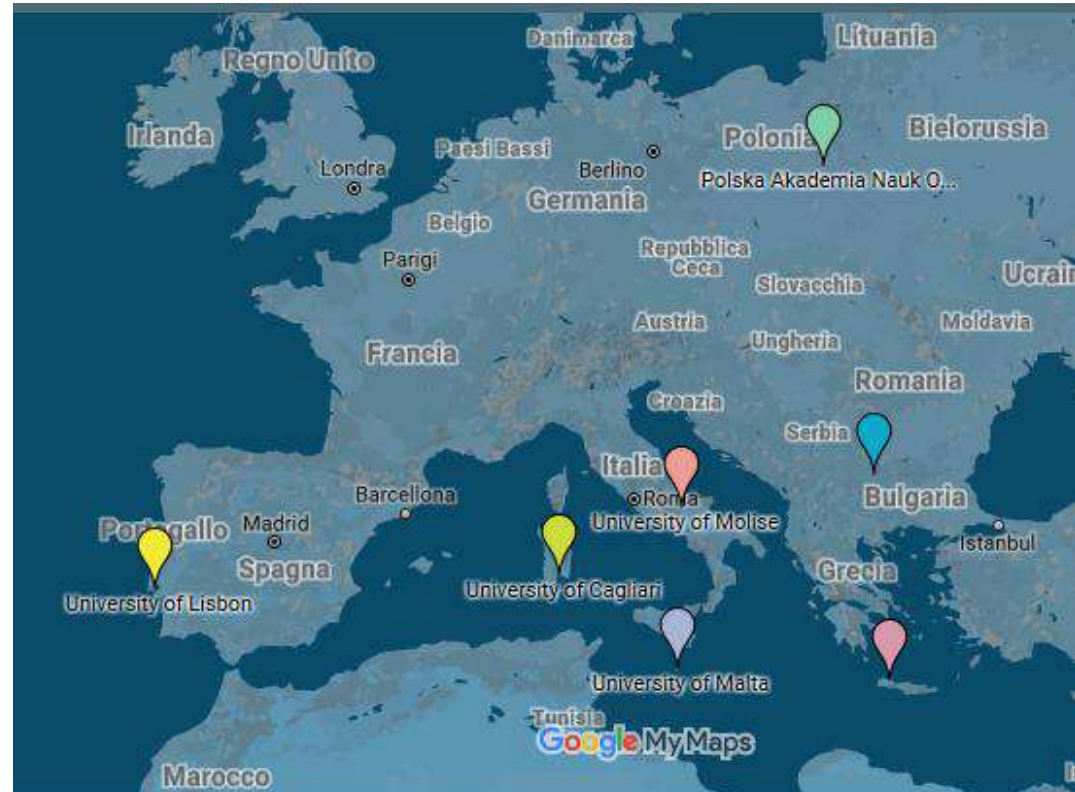 Danimarca
Lituania
Regno Unito
Irlanda
Polonia
Bielorussia
Paesi Bassi
Londra
Berlino
Polska Akademia Nauk O...
Germania
Belgio
Parigi
Repubblica
Ceca
Slovacchia
Ucrain
Austria
Ungheria
Moldavia
Francia
Romania
Croazia
Serbia
Italia
Barcellona
Roma
Bulgaria
Portogallo
Madrid
University of Molise
Istanbul
Spagna
Grecia
University of Cagliari
University of Lisbon
University of Malta
Tunisia
Google My Maps
Marocco